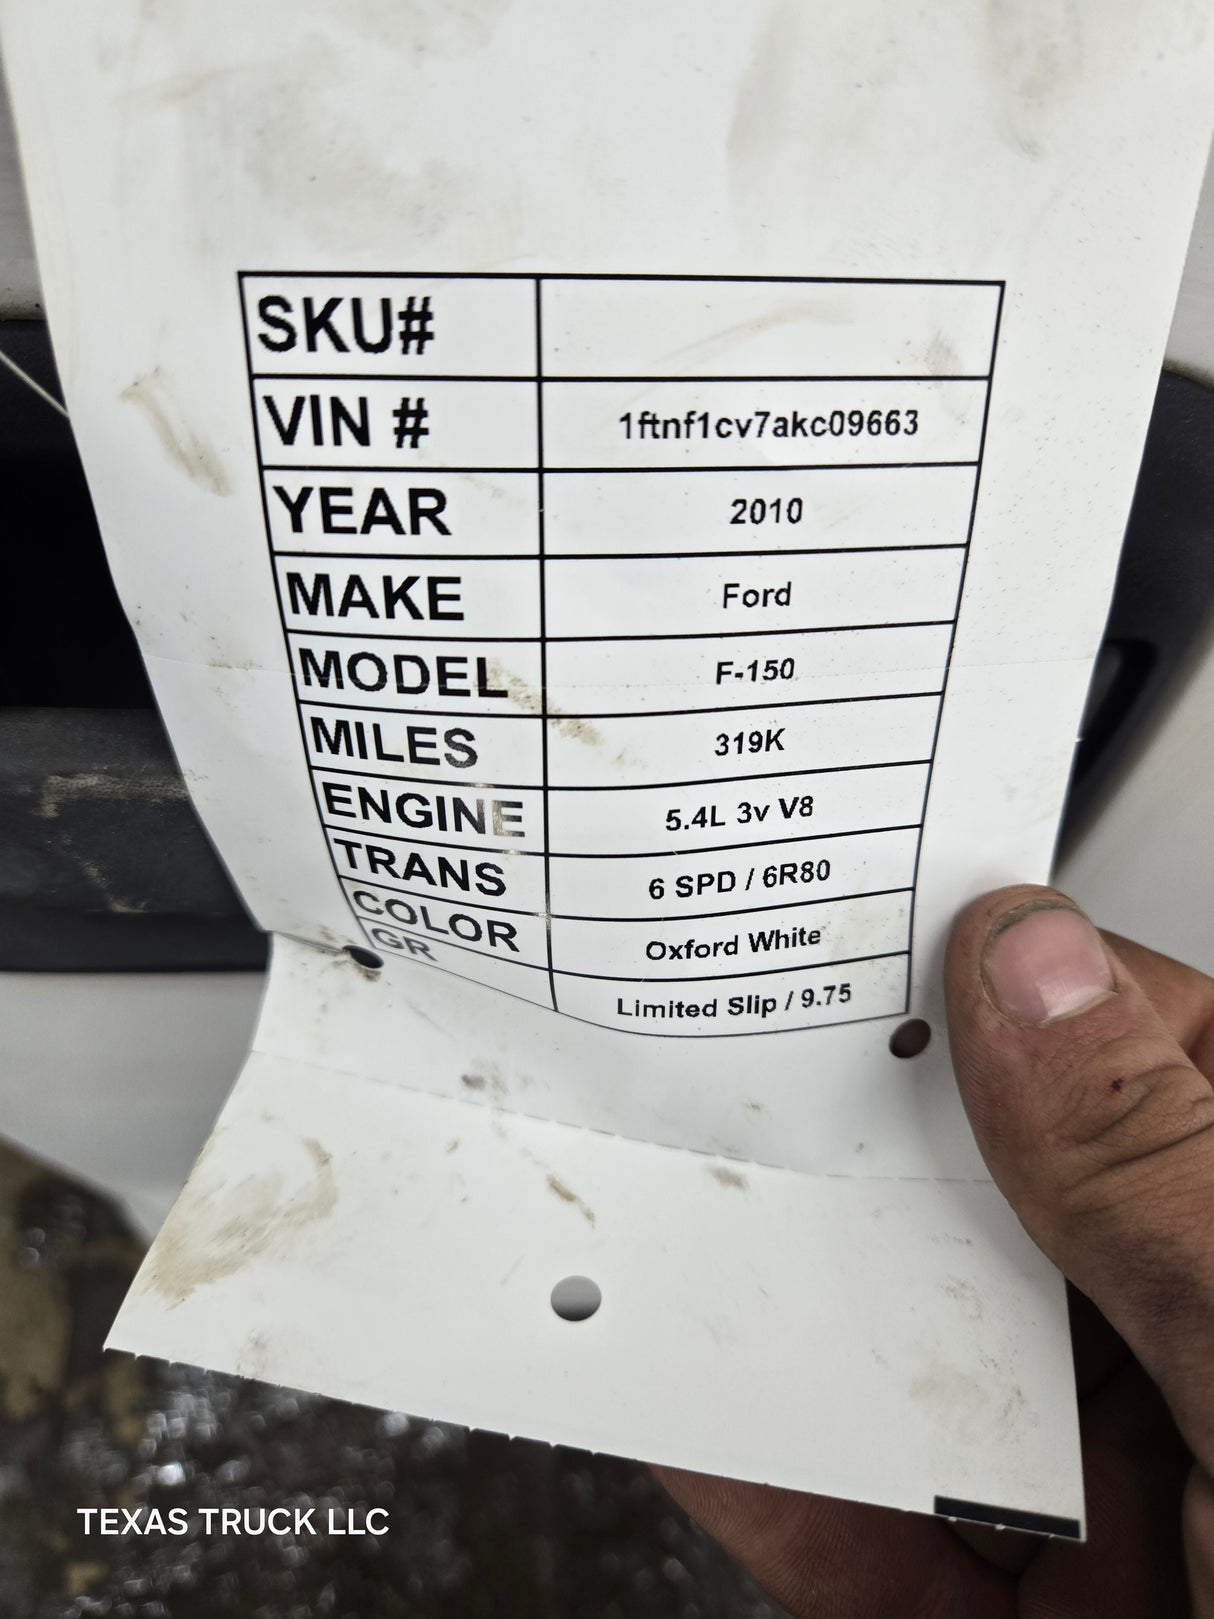 SKU#
VIN # 1ftnf1cv7akc09663
YEAR 2010
MAKE Ford
MODEL F-150
MILES 319K
ENGINE 5.4L 3v V8
TRANS 6 SPD / 6R80
COLOR Oxford White
GR Limited Slip / 9.75
TEXAS TRUCK LLC